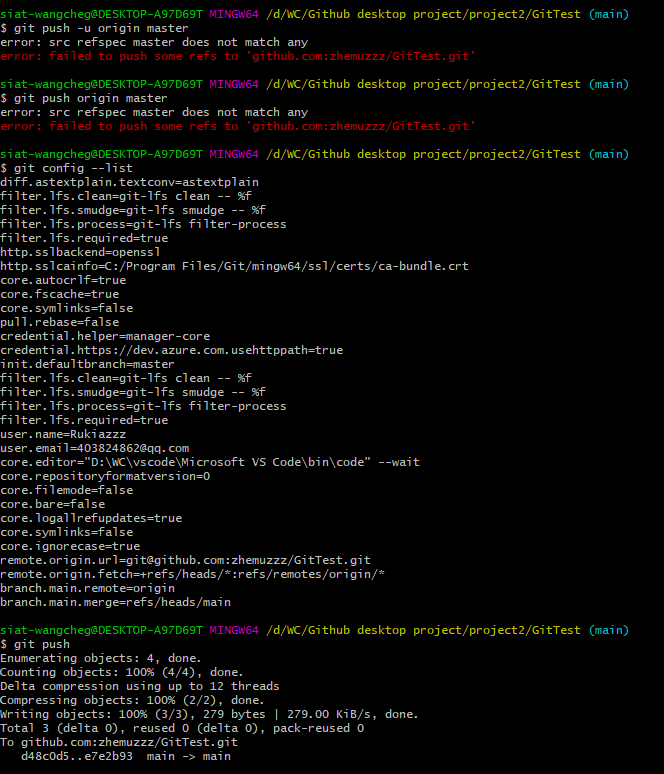 siat-wangcheg@DESKTOP-A97D69T MINGW64 /d/WC/Github desktop project/project2/GitTest (main)
$ git push -u origin master
error: src refspec master does not match any
error: failed to push some refs to 'github.com:zhemuzzz/GitTest.git'
siat-wangcheg@DESKTOP-A97D69T MINGW64 /d/WC/Github desktop project/project2/GitTest (main)
$ git push origin master
error: src refspec master does not match any
error: failed to push some refs to 'github.com:zhemuzzz/GitTest.git'
siat-wangcheg@DESKTOP-A97D69T MINGW64 /d/WC/Github desktop project/project2/GitTest (main)
$ git config --list
diff.astextplain.textconv=astextplain
filter.lfs.clean=git-lfs clean -- %f
filter.lfs.smudge=git-lfs smudge -- %f
filter.lfs.process=git-lfs filter-process
filter.lfs.required=true
http.sslbackend=openssl
http.sslcainfo=C:/Program Files/Git/mingw64/ssl/certs/ca-bundle.crt
core.autocrlf=true
core.fscache=true
core.symlinks=false
pull.rebase=false
credential.helper=manager-core
credential.https://dev.azure.com.usehttppath=true
init.defaultbranch=master
filter.lfs.clean=git-lfs clean -- %f
filter.lfs.smudge=git-lfs smudge -- %f
filter.lfs.process=git-lfs filter-process
filter.lfs.required=true
user.name=Rukiazzz
user.email=403824862@qq.com
core.editor="D:\WC\vscode\Microsoft VS Code\bin\code" --wait
core.repositoryformatversion=0
core.filemode=false
core.bare=false
core.logallrefupdates=true
core.symlinks=false
core.ignorecase=true
remote.origin.url=git@github.com:zhemuzzz/GitTest.git
remote.origin.fetch=+refs/heads/*:refs/remotes/origin/*
branch.main.remote=origin
branch.main.merge=refs/heads/main
siat-wangcheg@DESKTOP-A97D69T MINGW64 /d/WC/Github desktop project/project2/GitTest (main)
$ git push
Enumerating objects: 4, done.
Counting objects: 100% (4/4), done.
Delta compression using up to 12 threads
Compressing objects: 100% (2/2), done.
Writing objects: 100% (3/3), 279 bytes | 279.00 KiB/s, done.
Total 3 (delta 0), reused 0 (delta 0), pack-reused 0
To github.com:zhemuzzz/GitTest.git
   d48c0d5..e7e2b93  main -> main